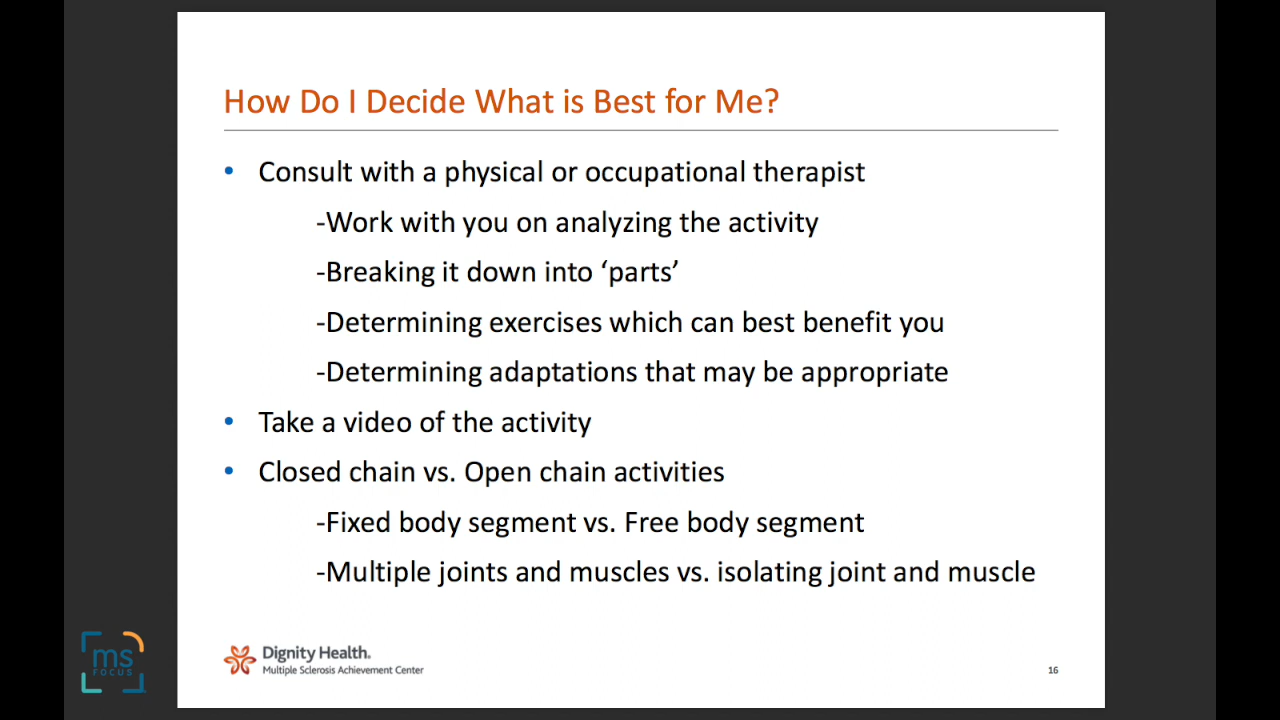 How Do I Decide What is Best for Me?
• Consult with a physical or occupational therapist
-Work with you on analyzing the activity
-Breaking it down into ‘parts’
-Determining exercises which can best benefit you
-Determining adaptations that may be appropriate
• Take a video of the activity
• Closed chain vs. Open chain activities
-Fixed body segment vs. Free body segment
-Multiple joints and muscles vs. isolating joint and muscle
Dignity Health.
Multiple Sclerosis Achievement Center
16
ms
FOCUS